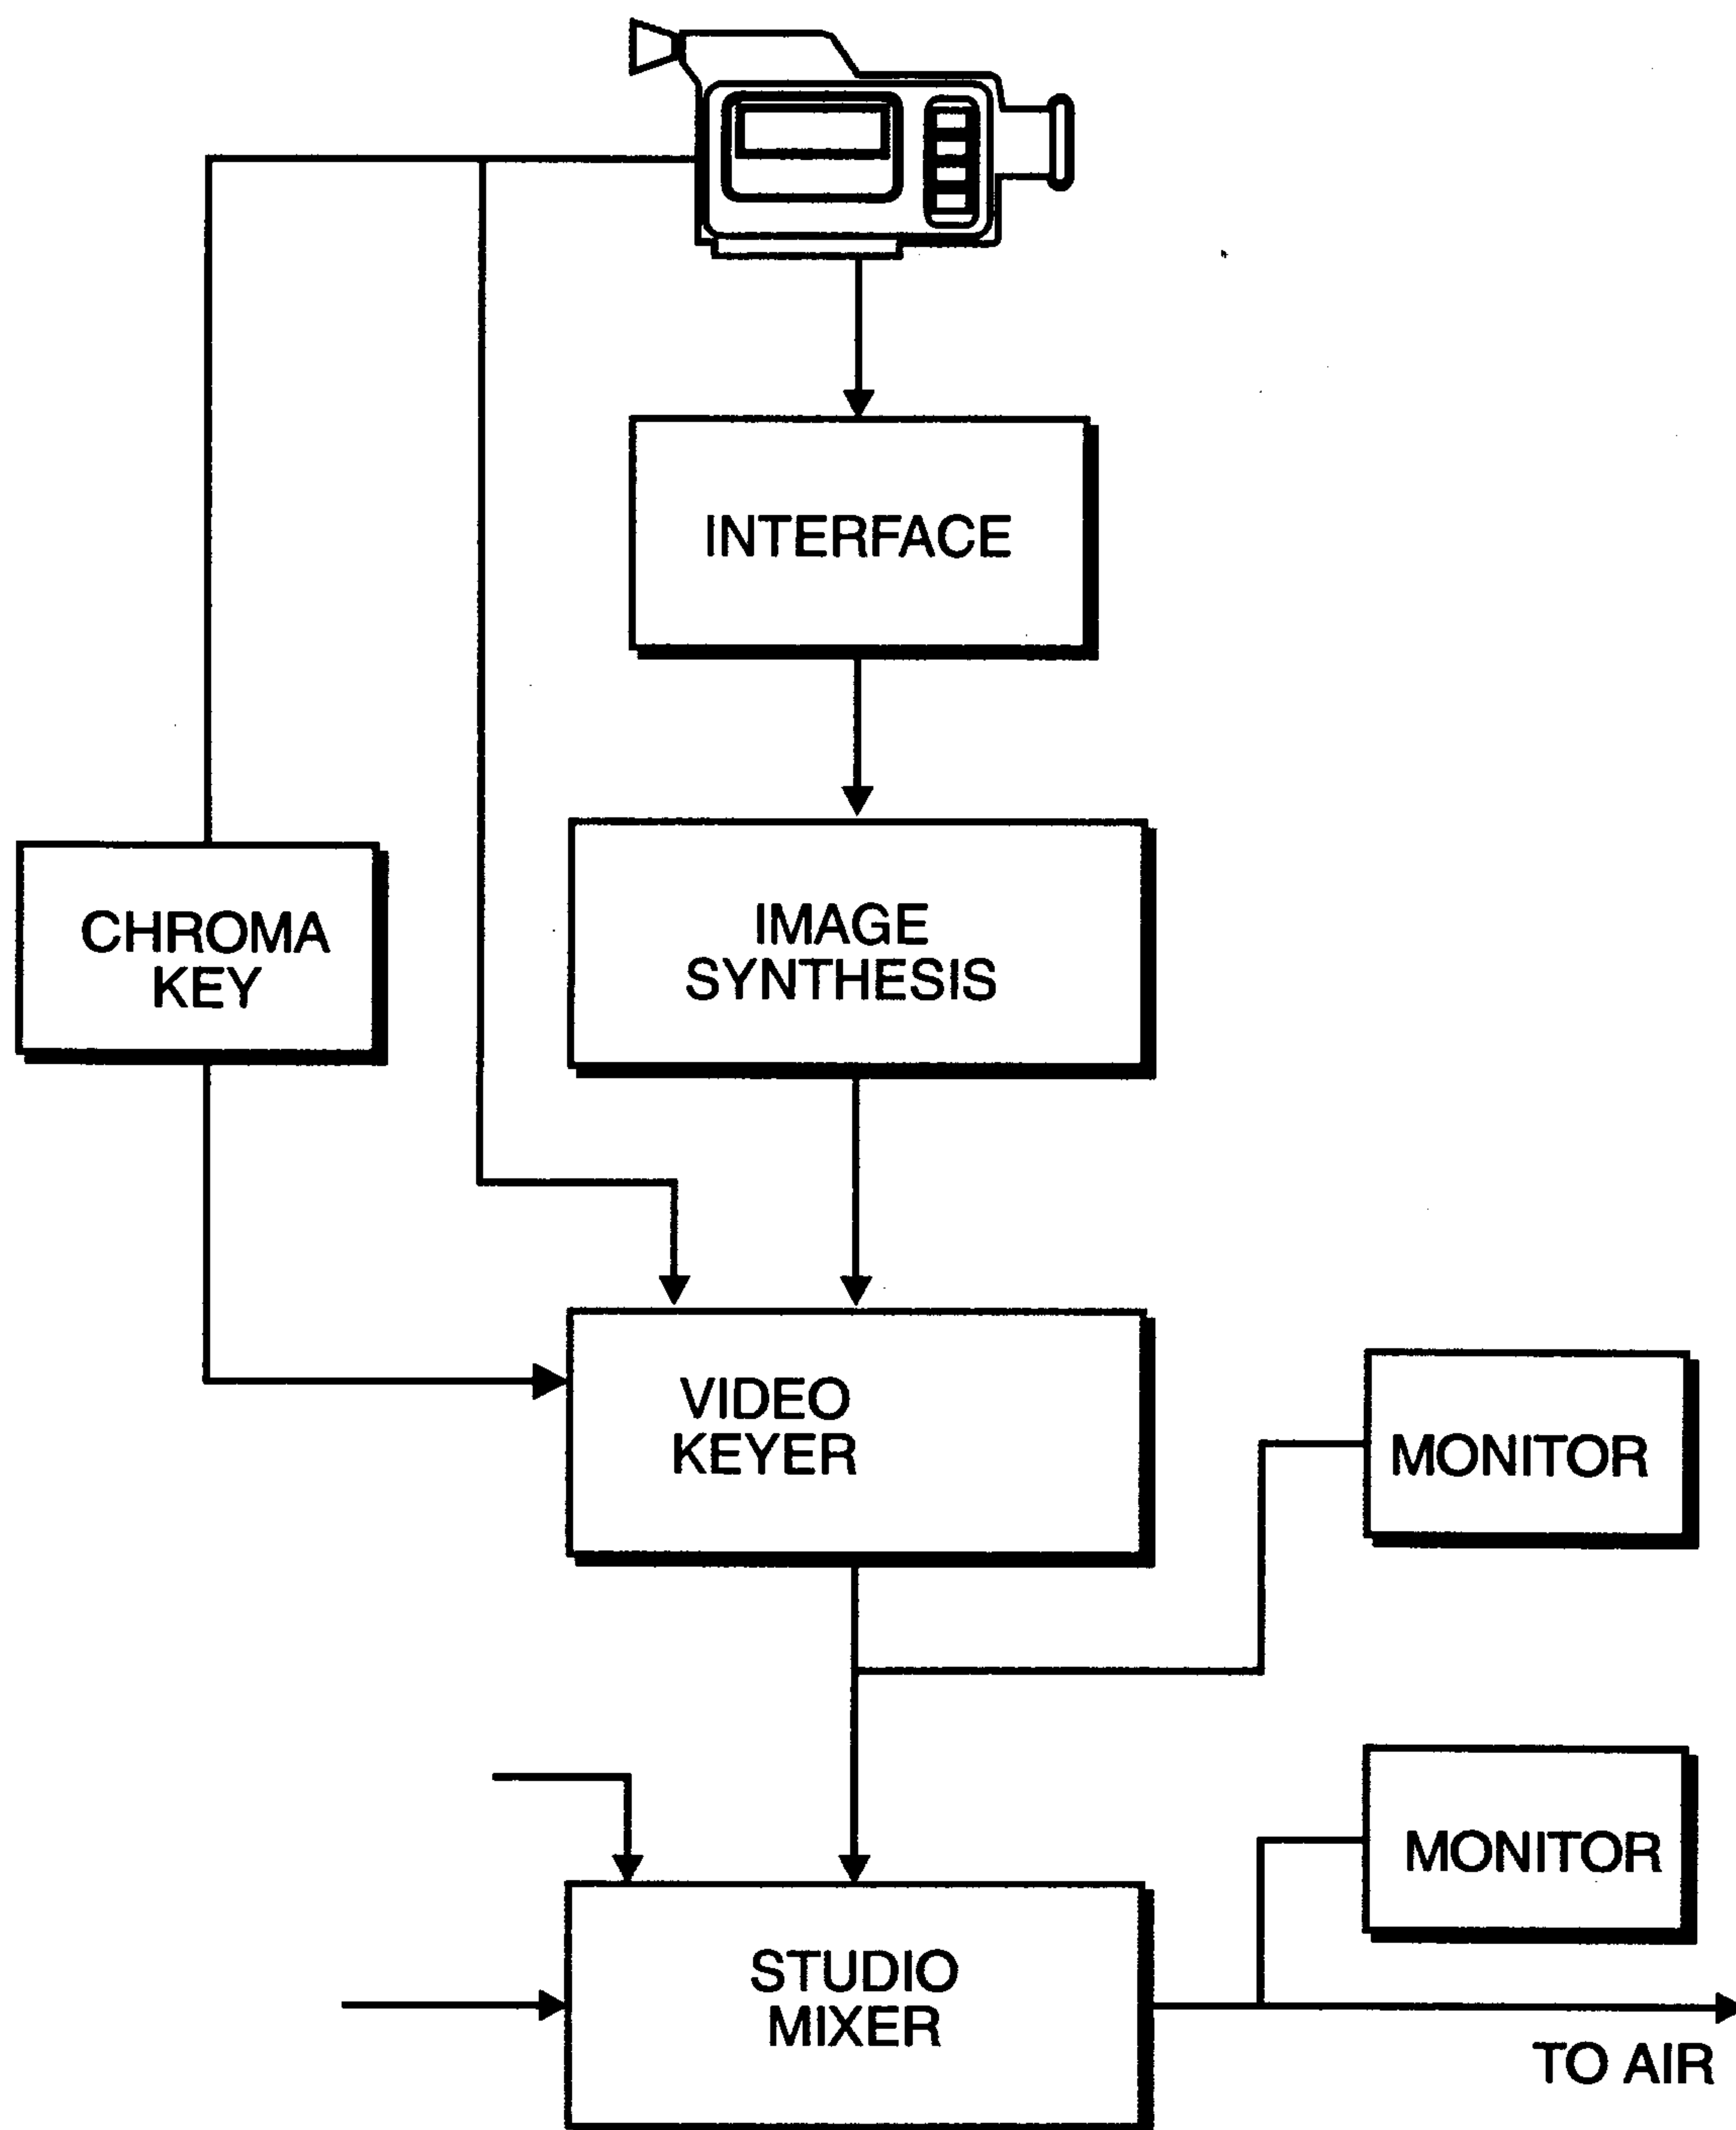 INTERFACE
CHROMA
KEY
IMAGE
SYNTHESIS
VIDEO
KEYER
MONITOR
MONITOR
STUDIO
MIXER
TO AIR